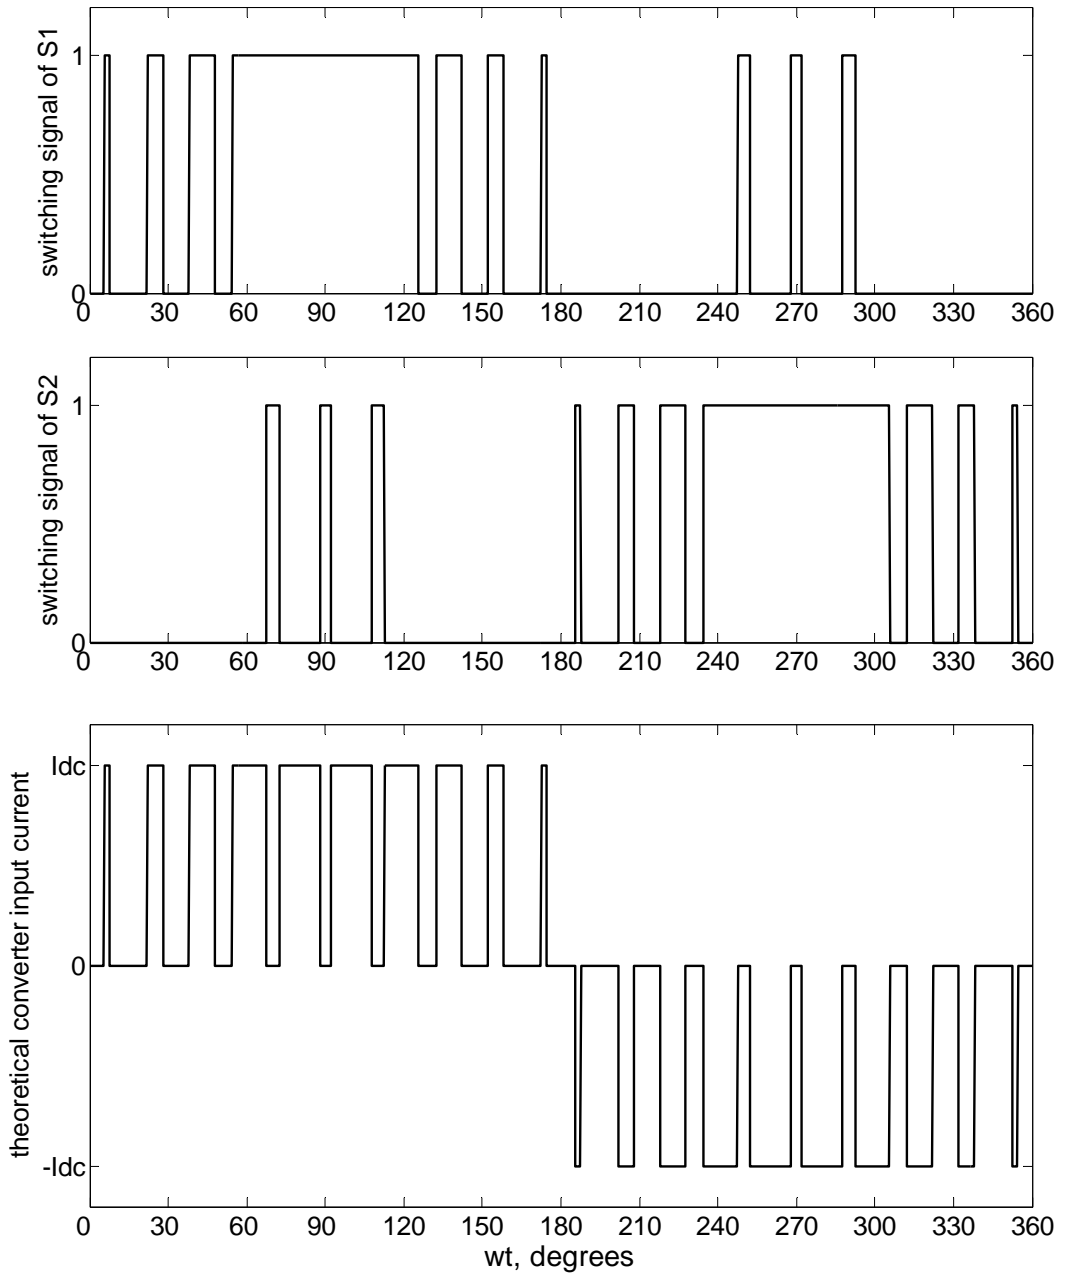 switching signal of S1
1
0
0 30 60 90 120 150 180 210 240 270 300 330 360
switching signal of S2
1
0
0 30 60 90 120 150 180 210 240 270 300 330 360
theoretical converter input current
Idc
0
-Idc
0 30 60 90 120 150 180 210 240 270 300 330 360
wt, degrees